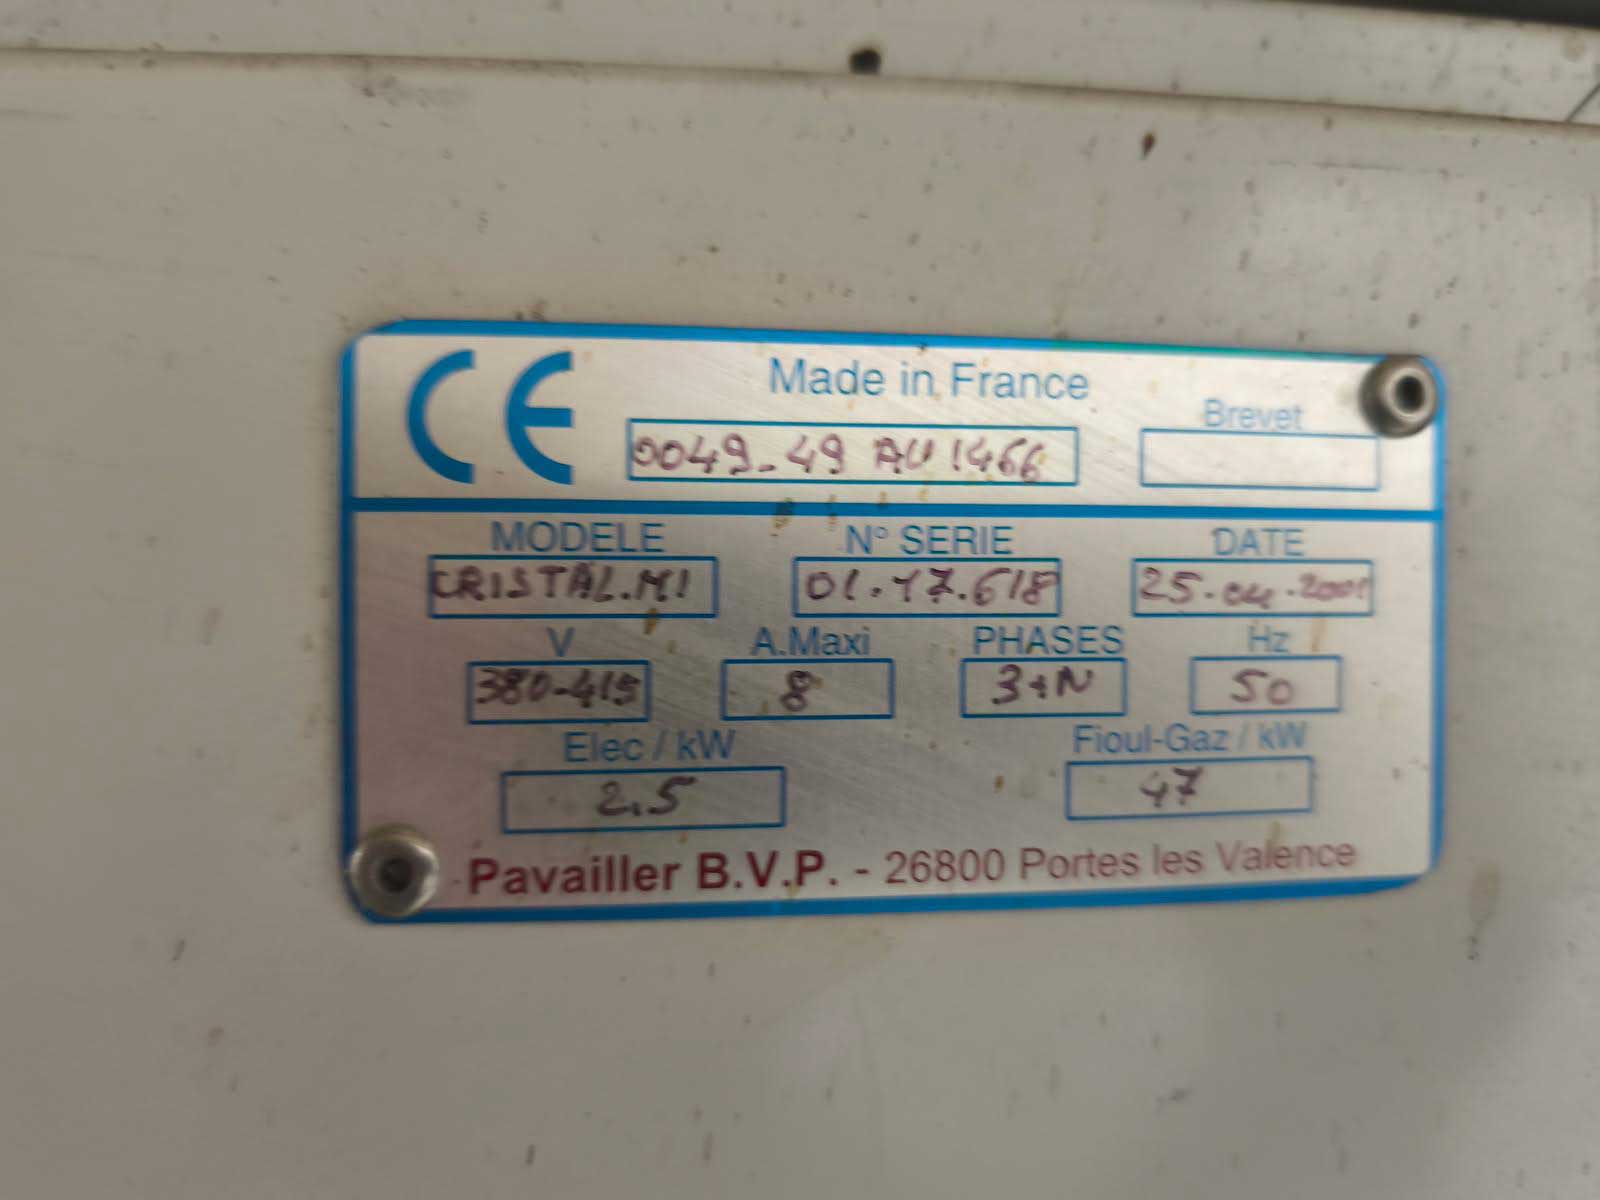 CE Made in France
0049-49 AU 1466 Brevet
MODELE N° SERIE DATE
CRISTAL.M1 01.17.618 25.04.2001
V A.Maxi PHASES Hz
380-415 8 3+N 50
Elec / kW Fioul-Gaz / kW
2.5 47
Pavailler B.V.P. - 26800 Portes les Valence